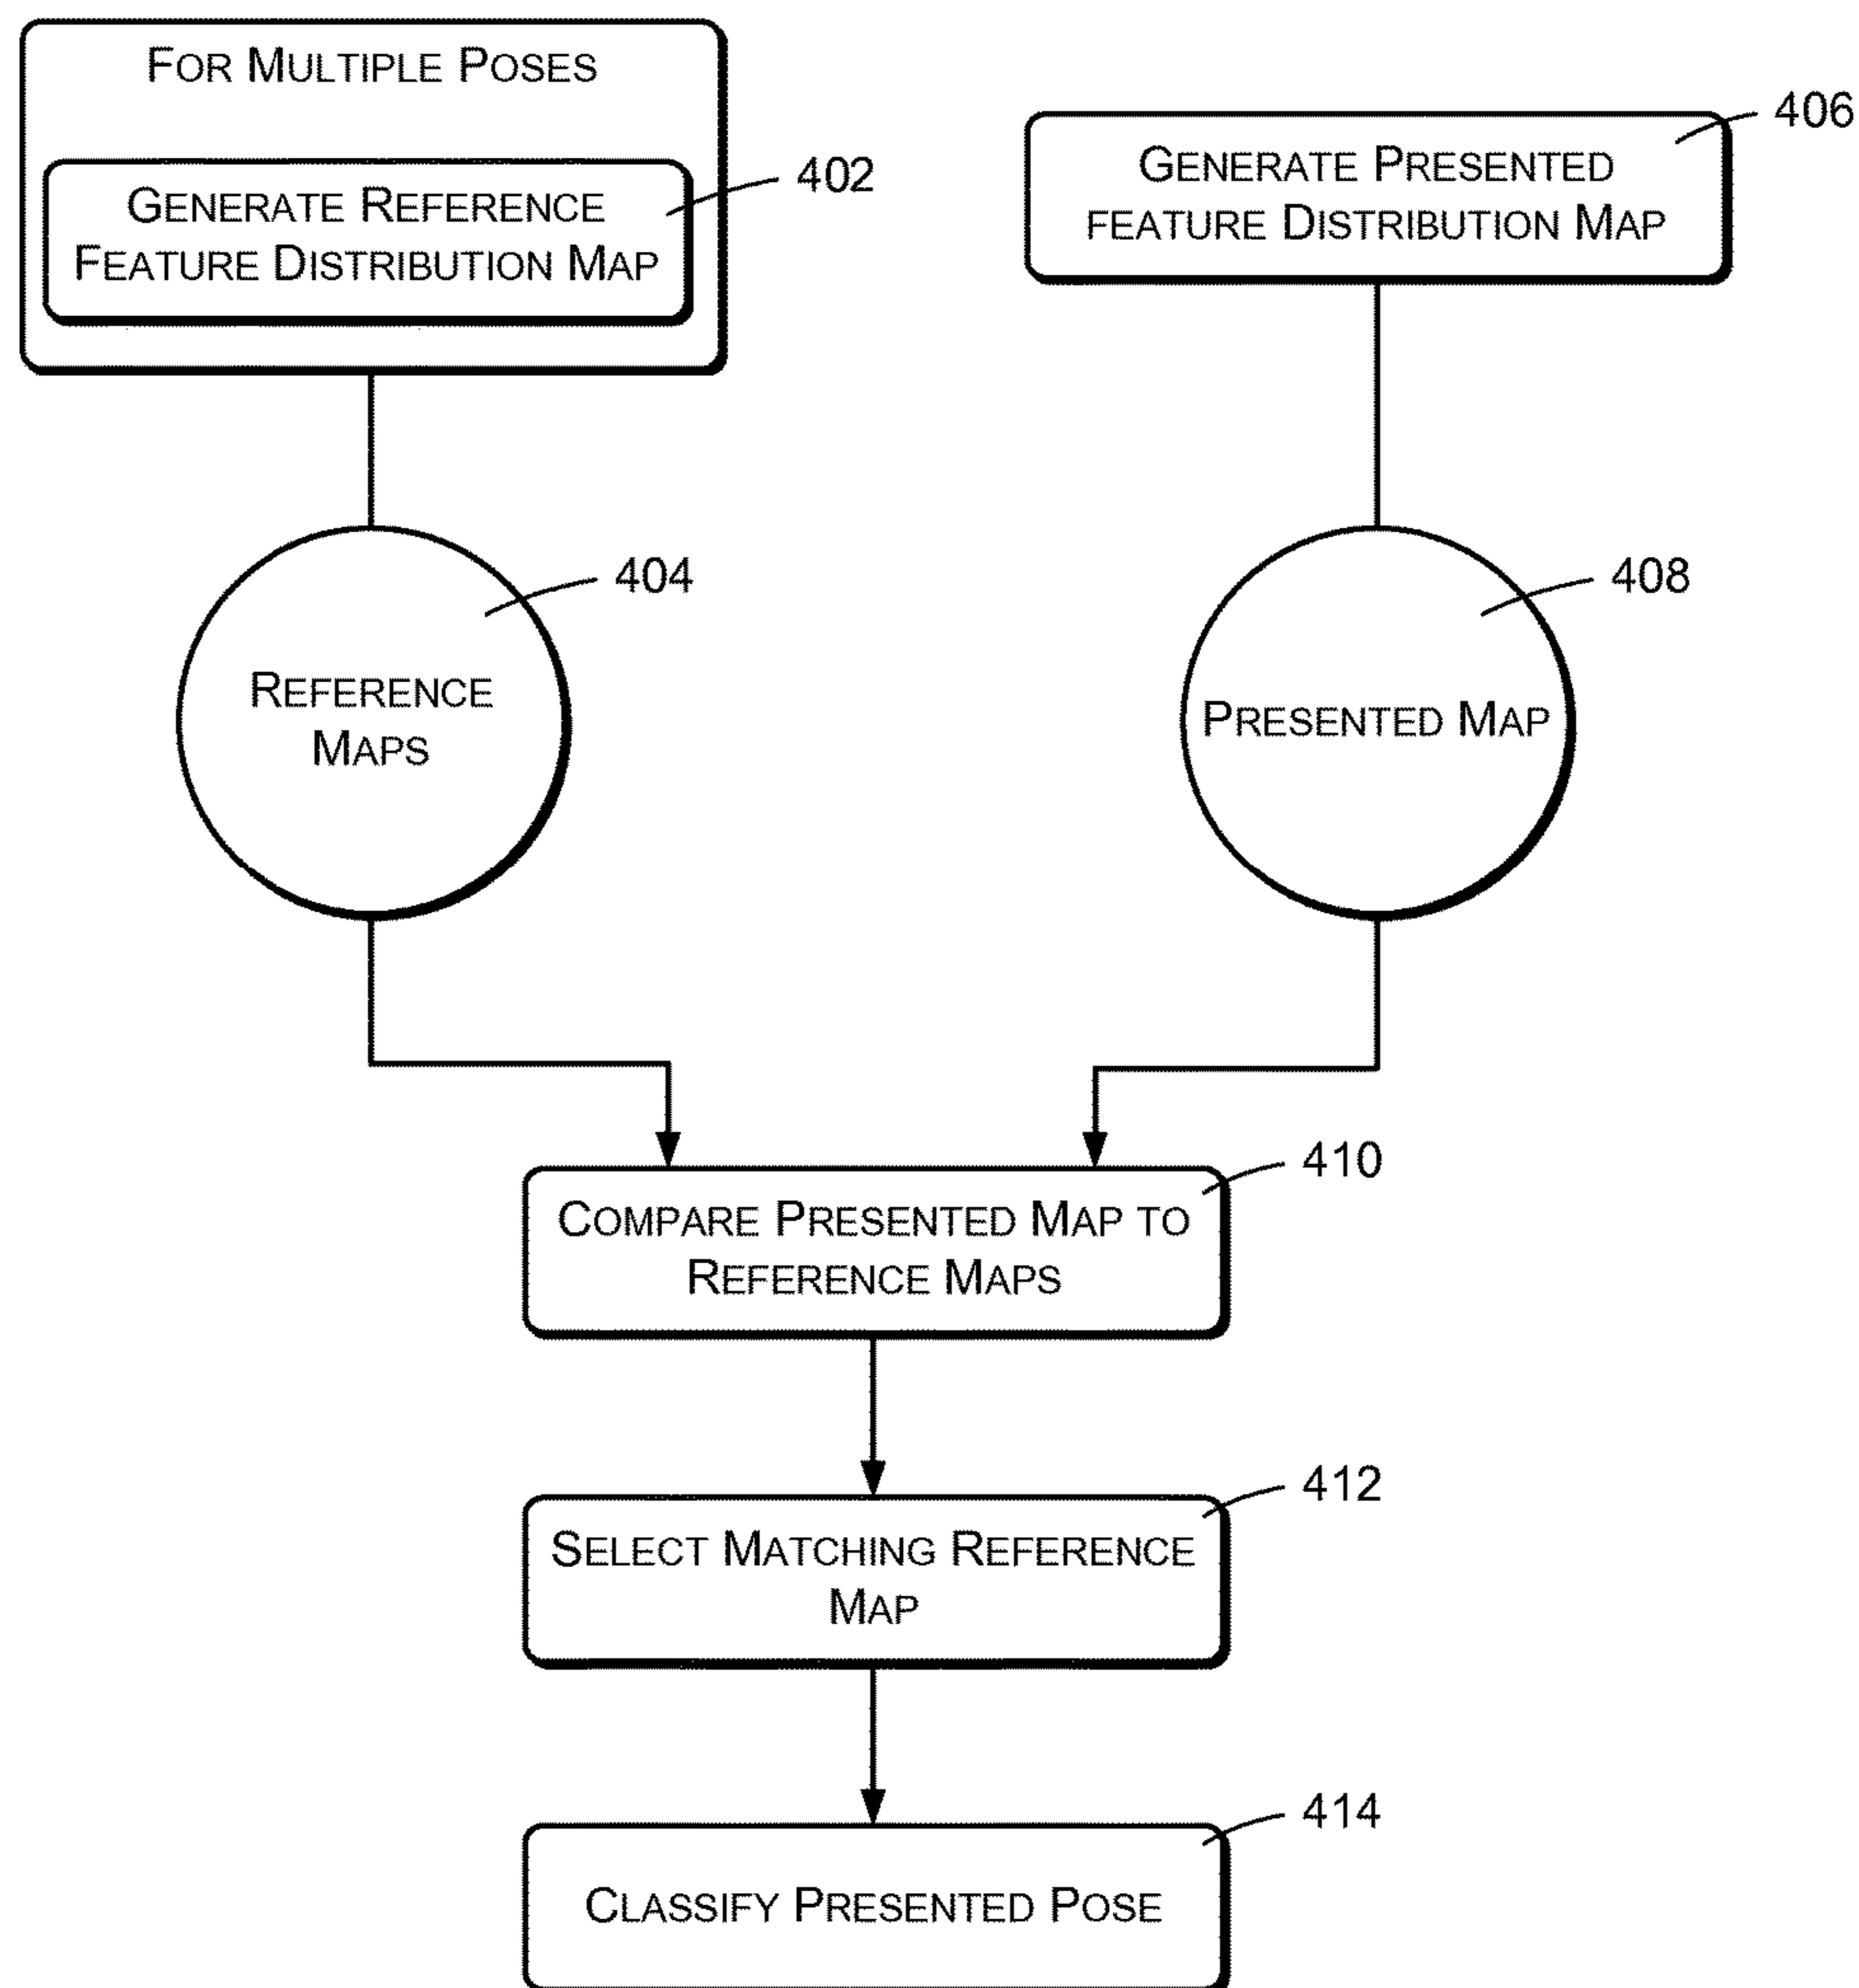 FOR MULTIPLE POSES
GENERATE REFERENCE
FEATURE DISTRIBUTION MAP
402
GENERATE PRESENTED
FEATURE DISTRIBUTION MAP
406
REFERENCE
MAPS
404
PRESENTED MAP
408
COMPARE PRESENTED MAP TO
REFERENCE MAPS
410
SELECT MATCHING REFERENCE
MAP
412
CLASSIFY PRESENTED POSE
414